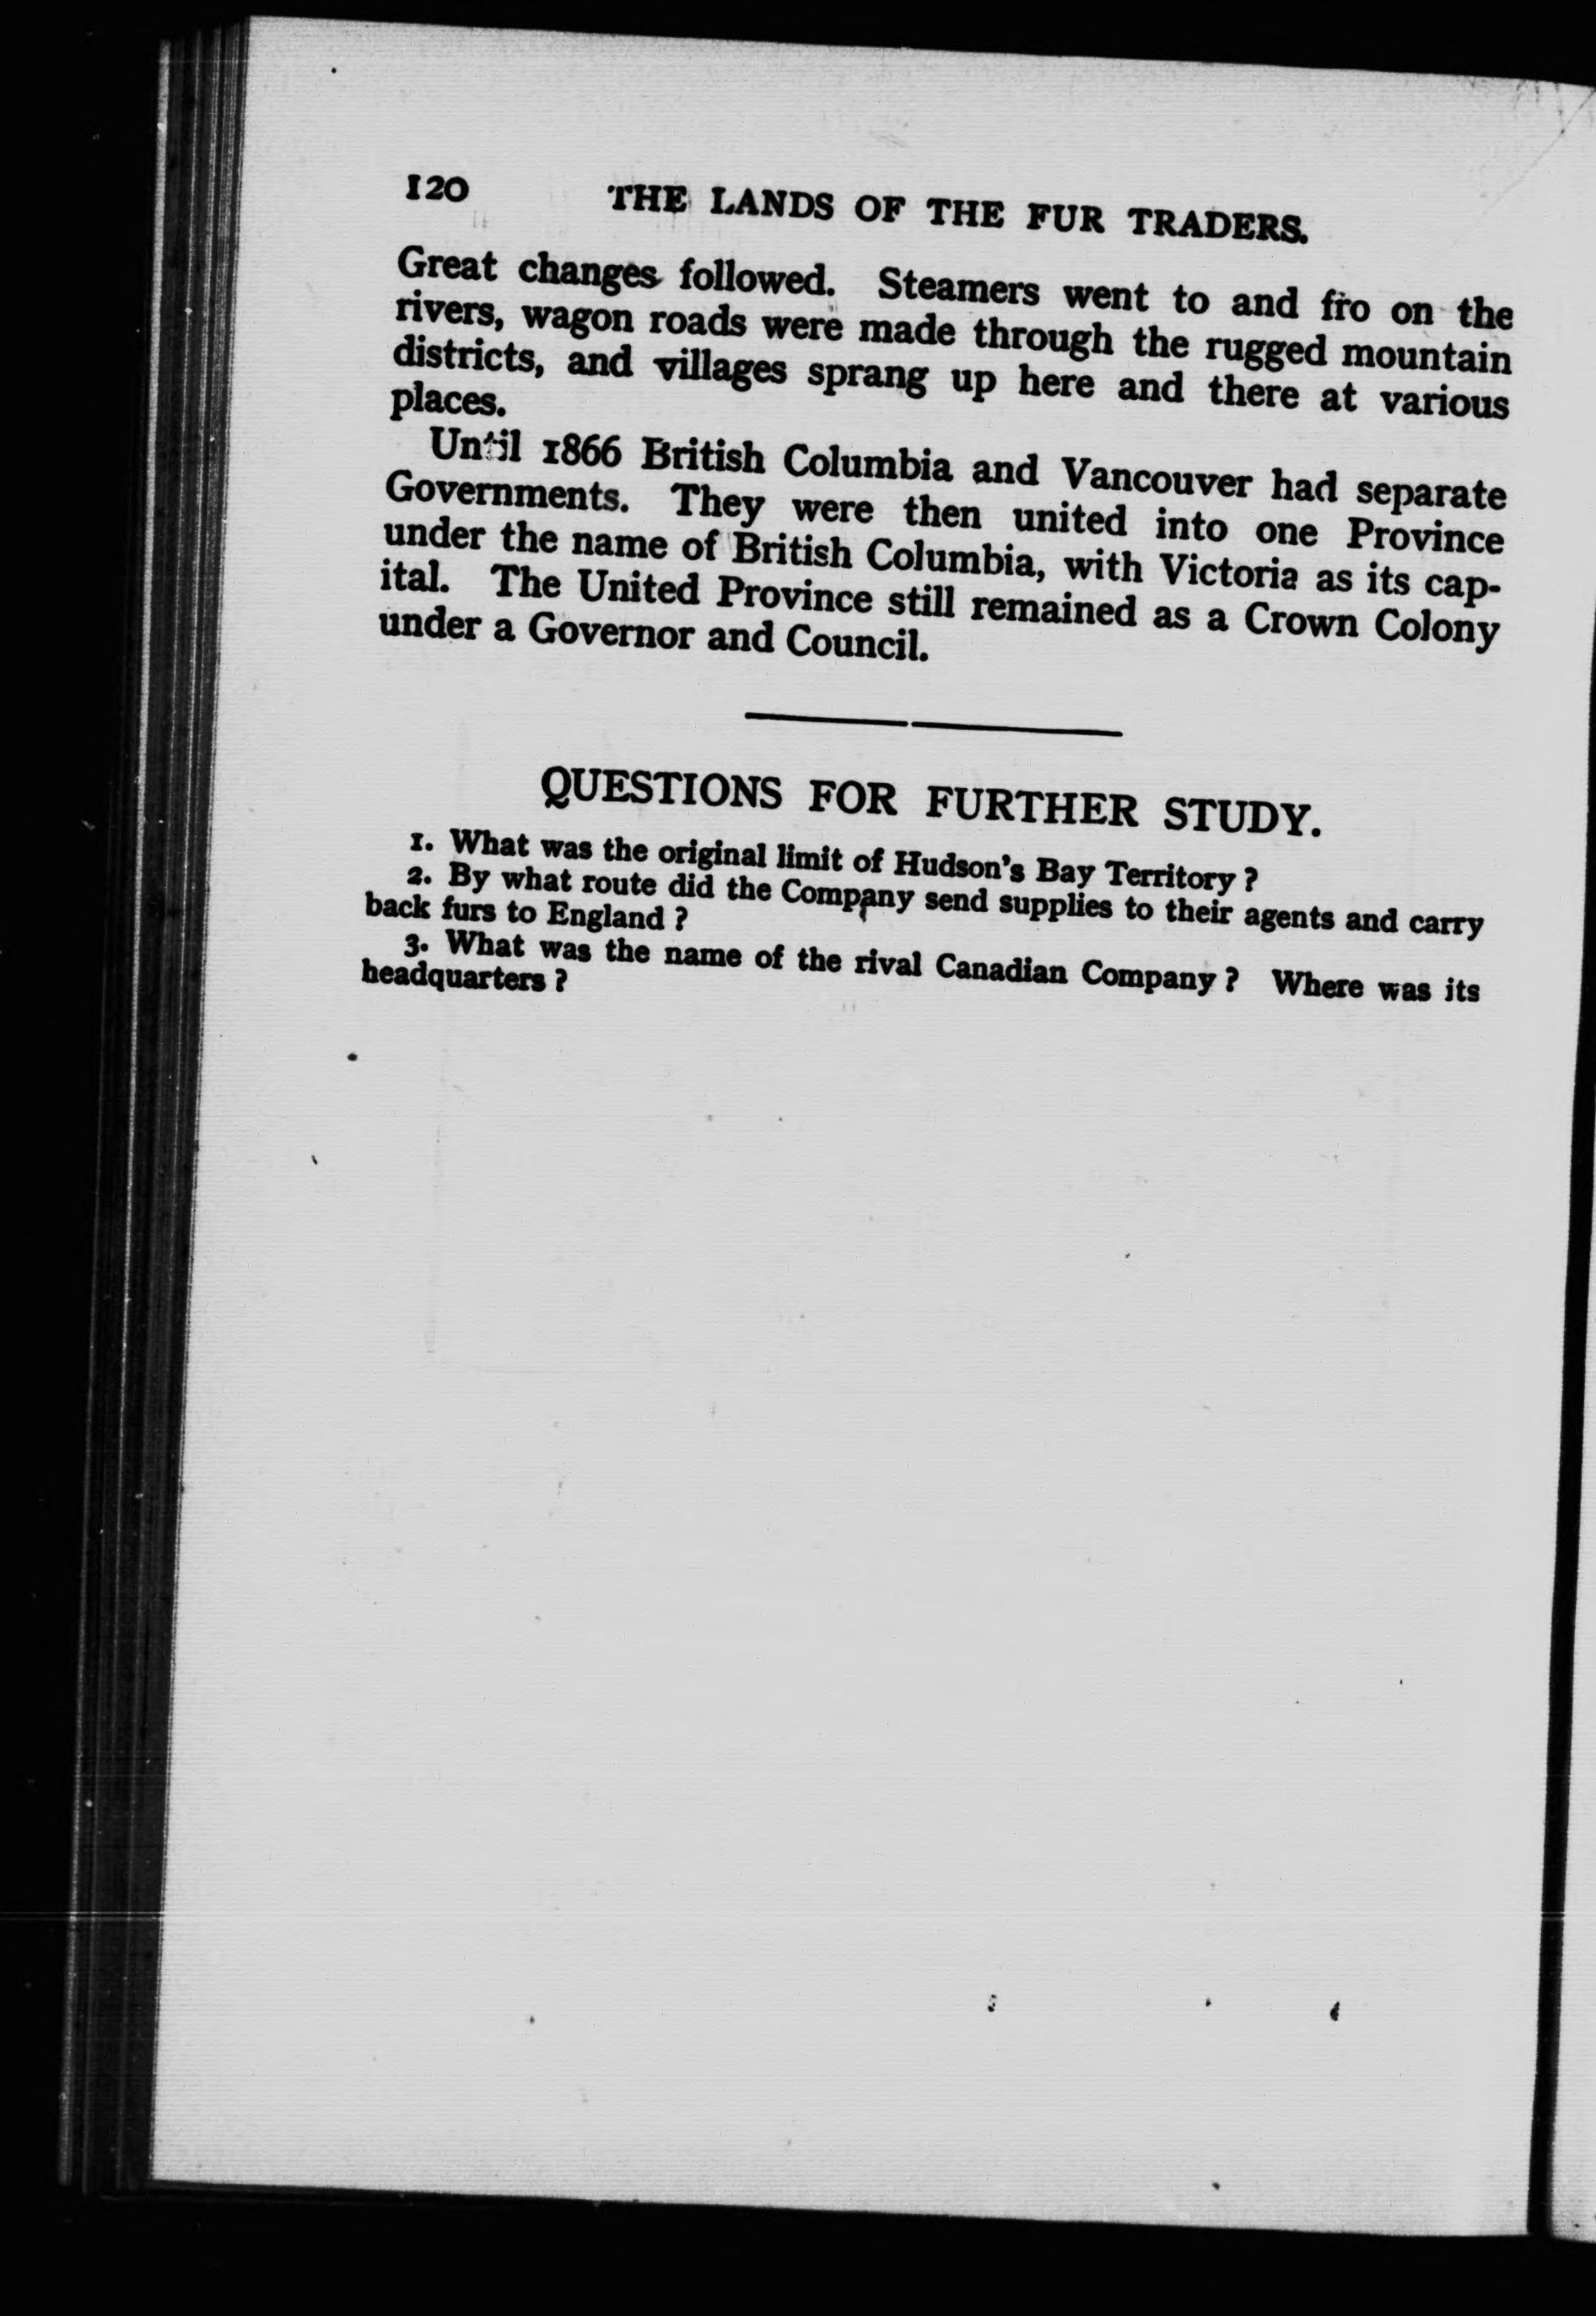 120 THE LANDS OF THE FUR TRADERS.
Great changes followed. Steamers went to and fro on the
rivers, wagon roads were made through the rugged mountain
districts, and villages sprang up here and there at various
places.
Until 1866 British Columbia and Vancouver had separate
Governments. They were then united into one Province
under the name of British Columbia, with Victoria as its cap-
ital. The United Province still remained as a Crown Colony
under a Governor and Council.
QUESTIONS FOR FURTHER STUDY.
1. What was the original limit of Hudson's Bay Territory?
2. By what route did the Company send supplies to their agents and carry
back furs to England?
3. What was the name of the rival Canadian Company? Where was its
headquarters?